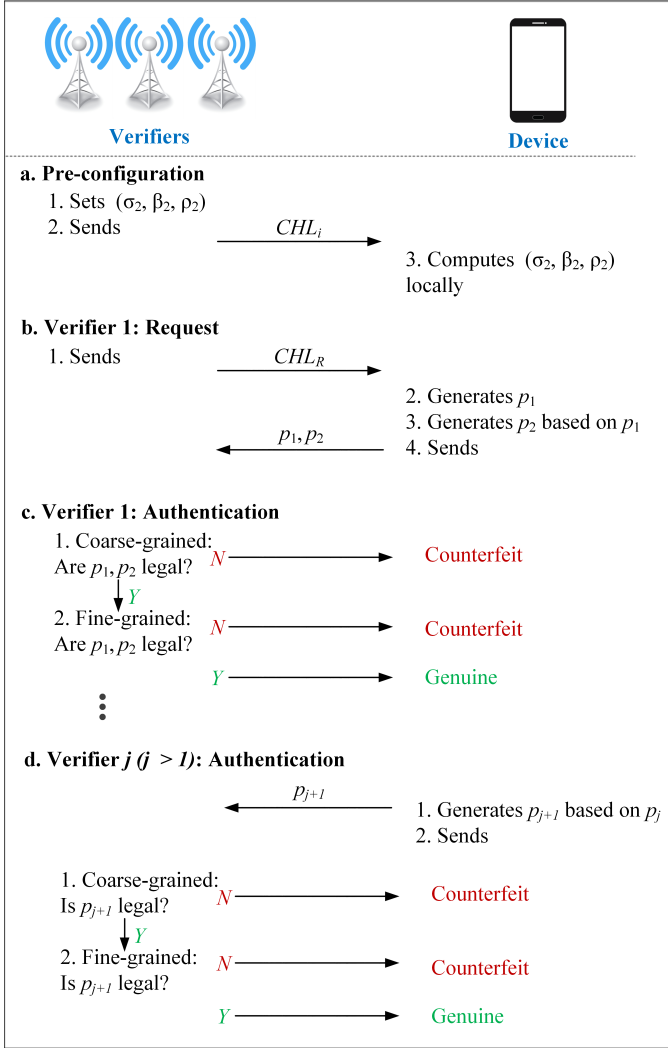 Verifiers
Device
a. Pre-configuration
1. Sets (σ2, β2, ρ2)
2. Sends
CHLi
3. Computes (σ2, β2, ρ2)
locally
b. Verifier 1: Request
1. Sends
CHLR
2. Generates p1
3. Generates p2 based on p1
p1, p2
4. Sends
c. Verifier 1: Authentication
1. Coarse-grained:
Are p1, p2 legal?
N
Counterfeit
Y
2. Fine-grained:
Are p1, p2 legal?
N
Counterfeit
Y
Genuine
d. Verifier j (j > 1): Authentication
pj+1
1. Generates pj+1 based on pj
2. Sends
1. Coarse-grained:
Is pj+1 legal?
N
Counterfeit
Y
2. Fine-grained:
Is pj+1 legal?
N
Counterfeit
Y
Genuine